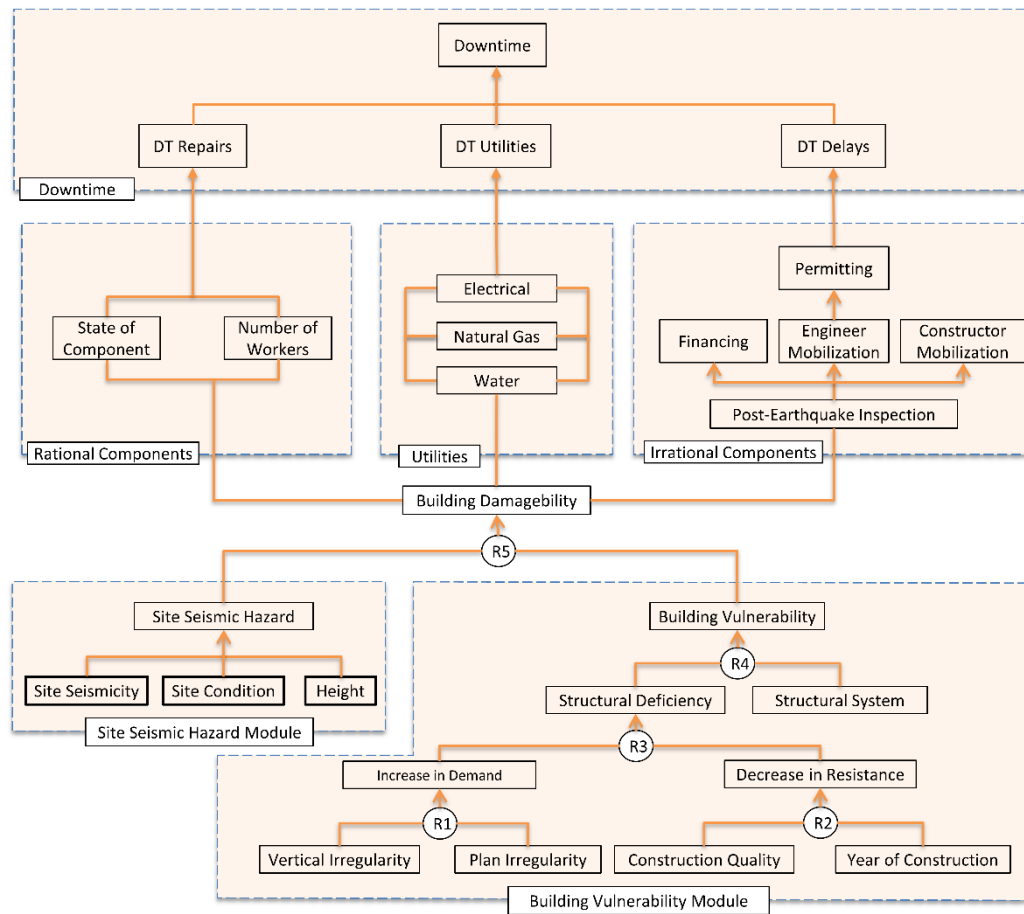 Downtime
DT Repairs
DT Utilities
DT Delays
Downtime
Permitting
Electrical
State of
Component
Number of
Workers
Natural Gas
Financing
Engineer
Mobilization
Constructor
Mobilization
Water
Post-Earthquake Inspection
Rational Components
Utilities
Irrational Components
Building Damagebility
R5
Site Seismic Hazard
Building Vulnerability
R4
Site Seismicity
Site Condition
Height
Structural Deficiency
Structural System
Site Seismic Hazard Module
R3
Increase in Demand
Decrease in Resistance
R1
R2
Vertical Irregularity
Plan Irregularity
Construction Quality
Year of Construction
Building Vulnerability Module